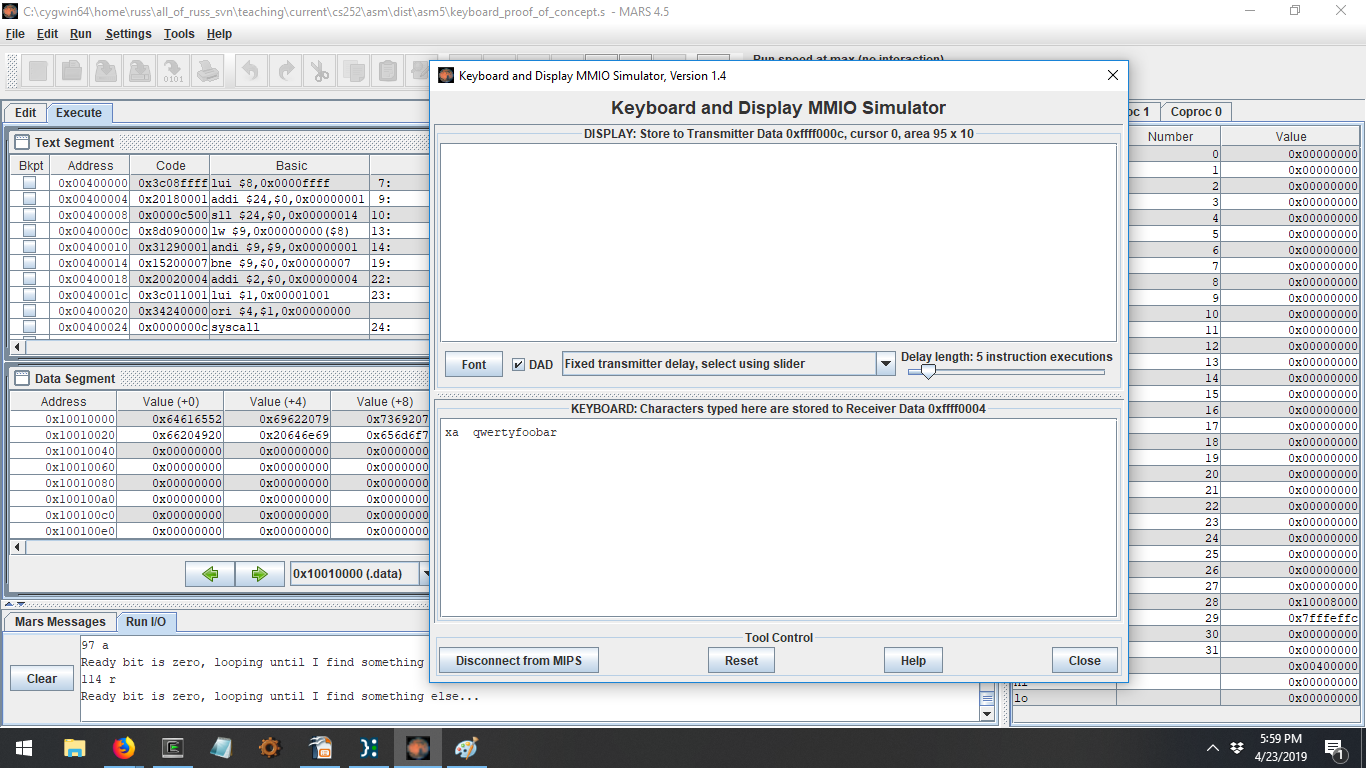 C:\cygwin64\home\russ\all_of_russ_svn\teaching\current\cs252\asm\dist\asm5\keyboard_proof_of_concept.s - MARS 4.5
File Edit Run Settings Tools Help
Run speed at max (no interaction)
Edit Execute
Text Segment
Bkpt Address Code Basic
0x00400000 0x3c08ffff lui $8,0x0000ffff 7:
0x00400004 0x20180001 addi $24,$0,0x00000001 9:
0x00400008 0x0000c500 sll $24,$0,0x00000014 10:
0x0040000c 0x8d090000 lw $9,0x00000000($8) 13:
0x00400010 0x31290001 andi $9,$9,0x00000001 14:
0x00400014 0x15200007 bne $9,$0,0x00000007 19:
0x00400018 0x20020004 addi $2,$0,0x00000004 22:
0x0040001c 0x3c011001 lui $1,0x00001001 23:
0x00400020 0x34240000 ori $4,$1,0x00000000
0x00400024 0x0000000c syscall 24:
Data Segment
Address Value (+0) Value (+4) Value (+8)
0x10010000 0x64616552 0x69622079 0x7369207
0x10010020 0x66204920 0x20646e69 0x656d6f7
0x10010040 0x00000000 0x00000000 0x0000000
0x10010060 0x00000000 0x00000000 0x0000000
0x10010080 0x00000000 0x00000000 0x0000000
0x100100a0 0x00000000 0x00000000 0x0000000
0x100100c0 0x00000000 0x00000000 0x0000000
0x100100e0 0x00000000 0x00000000 0x0000000
0x10010000 (.data)
Mars Messages Run I/O
Clear
97 a
Ready bit is zero, looping until I find something
114 r
Ready bit is zero, looping until I find something else...
Keyboard and Display MMIO Simulator, Version 1.4
Keyboard and Display MMIO Simulator
DISPLAY: Store to Transmitter Data 0xffff000c, cursor 0, area 95 x 10
Font DAD Fixed transmitter delay, select using slider Delay length: 5 instruction executions
KEYBOARD: Characters typed here are stored to Receiver Data 0xffff0004
xa  qwertyfoobar
Tool Control
Disconnect from MIPS Reset Help Close
oc 1 Coproc 0
Number Value
0 0x00000000
1 0x00000000
2 0x00000000
3 0x00000000
4 0x00000000
5 0x00000000
6 0x00000000
7 0x00000000
8 0x00000000
9 0x00000000
10 0x00000000
11 0x00000000
12 0x00000000
13 0x00000000
14 0x00000000
15 0x00000000
16 0x00000000
17 0x00000000
18 0x00000000
19 0x00000000
20 0x00000000
21 0x00000000
22 0x00000000
23 0x00000000
24 0x00000000
25 0x00000000
26 0x00000000
27 0x00000000
28 0x10008000
29 0x7fffeffc
30 0x00000000
31 0x00000000
0x00400000
hi 0x00000000
lo 0x00000000
5:59 PM
4/23/2019
1